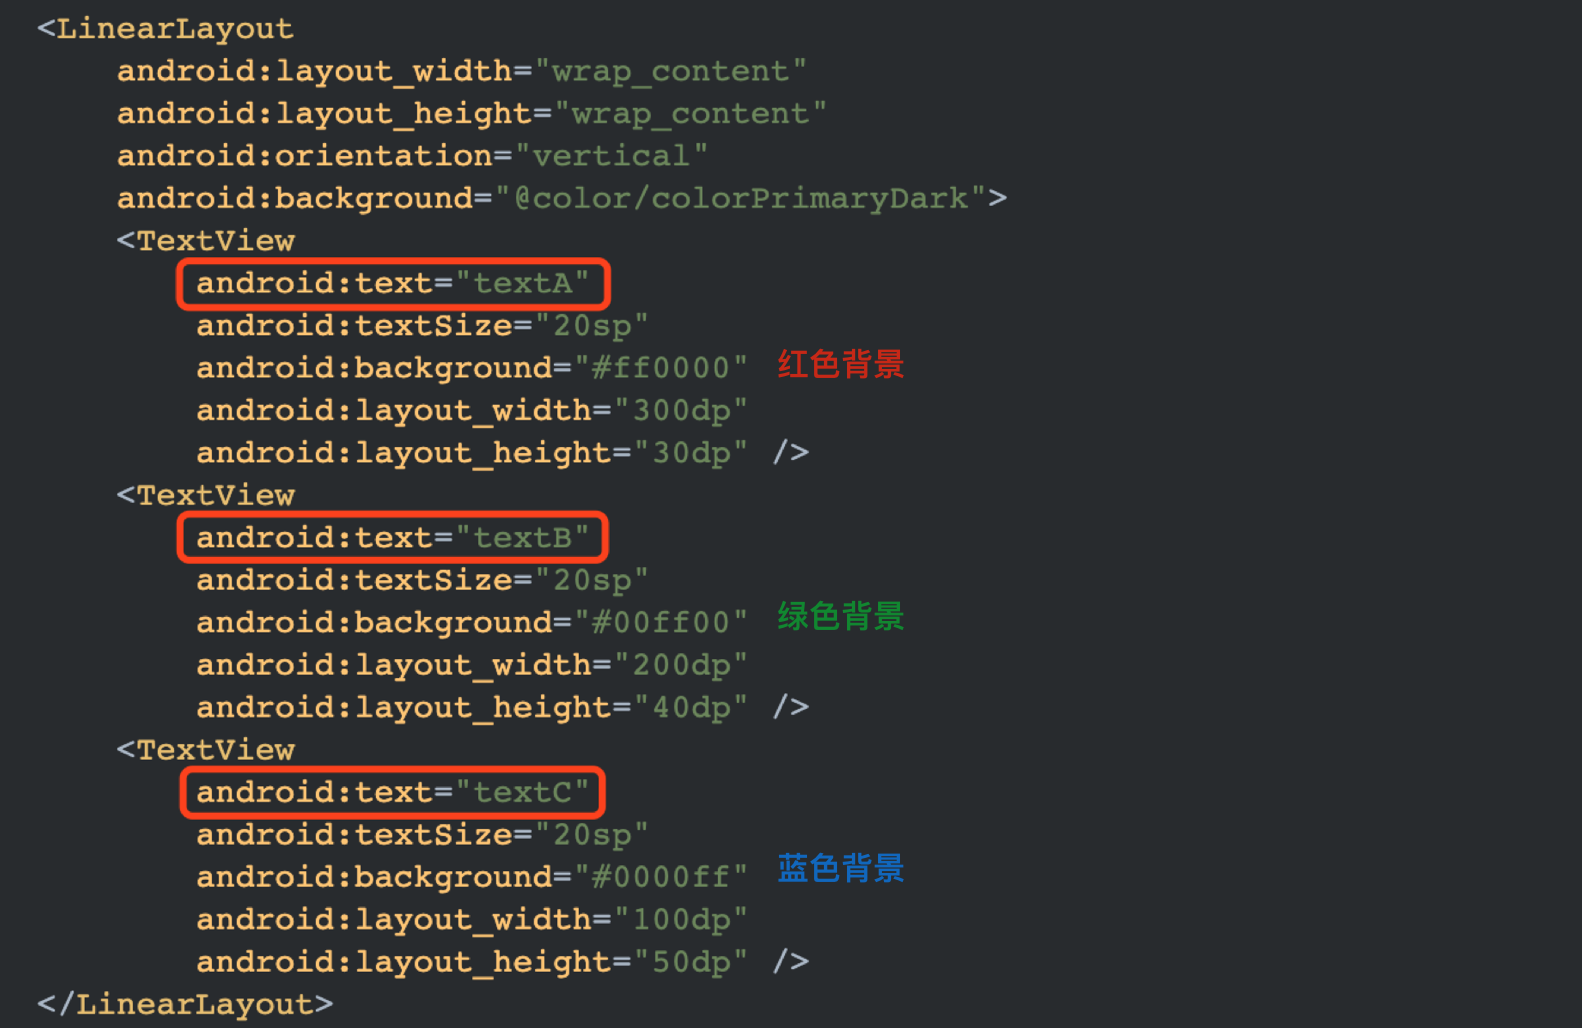 <LinearLayout
android:layout_width="wrap_content"
android:layout_height="wrap_content"
android:orientation="vertical"
android:background="@color/colorPrimaryDark">
<TextView
android:text="textA"
android:textSize="20sp"
android:background="#ff0000" 红色背景
android:layout_width="300dp"
android:layout_height="30dp" />
<TextView
android:text="textB"
android:textSize="20sp"
android:background="#00ff00" 绿色背景
android:layout_width="200dp"
android:layout_height="40dp" />
<TextView
android:text="textC"
android:textSize="20sp"
android:background="#0000ff" 蓝色背景
android:layout_width="100dp"
android:layout_height="50dp" />
</LinearLayout>